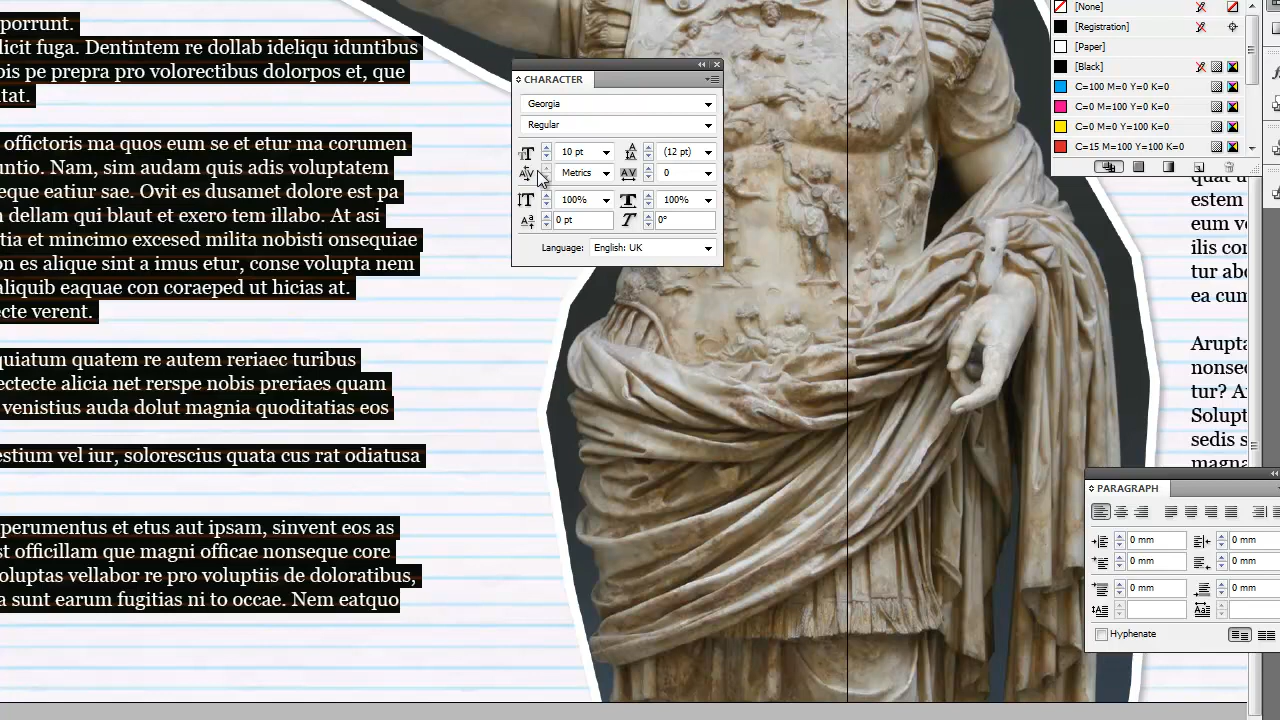 porrunt.
licit fuga. Dentintem re dollab ideliqu iduntibus
pis pe prepra pro volorectibus dolorpos et, que
tat.
offictoris ma quos eum se et etur ma corumen
untio. Nam, sim audam quis adis voluptatem
eque eatiur sae. Ovit es dusamet dolore est pa
n dellam qui blaut et exero tem illabo. At asi
tia et mincimo excesed milita nobisti onsequiae
on es alique sint a imus etur, conse volupta nem
aliquib eaquae con coraeped ut hicias at.
ecte verent.
quiatum quatem re autem reriaec turibus
ectecte alicia net rerspe nobis preriaes quam
venistius auda dolut magnia quoditatias eos
estium vel iur, solorescius quata cus rat odiatusa
perumentus et etus aut ipsam, sinvent eos as
st officillam que magni officae nonseque core
oluptas vellabor re pro voluptiis de doloratibus,
a sunt earum fugitias ni to occae. Nem eatquo
CHARACTER
Georgia
Regular
10 pt (12 pt)
Metrics 0
100% 100%
0 pt 0°
Language: English: UK
[None]
[Registration]
[Paper]
[Black]
C=100 M=0 Y=0 K=0
C=0 M=100 Y=0 K=0
C=0 M=0 Y=100 K=0
C=15 M=100 Y=100 K=0
quat u
estem
eum v
ilis con
tur abo
ea cum
Arupta
nonsec
tur? A
Solupt
sedis s
magna
PARAGRAPH
0 mm 0 mm
0 mm
0 mm 0 mm
Hyphenate